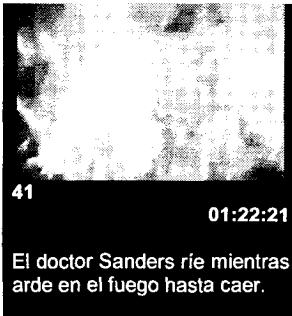 41
01:22:21
El doctor Sanders ríe mientras
arde en el fuego hasta caer.